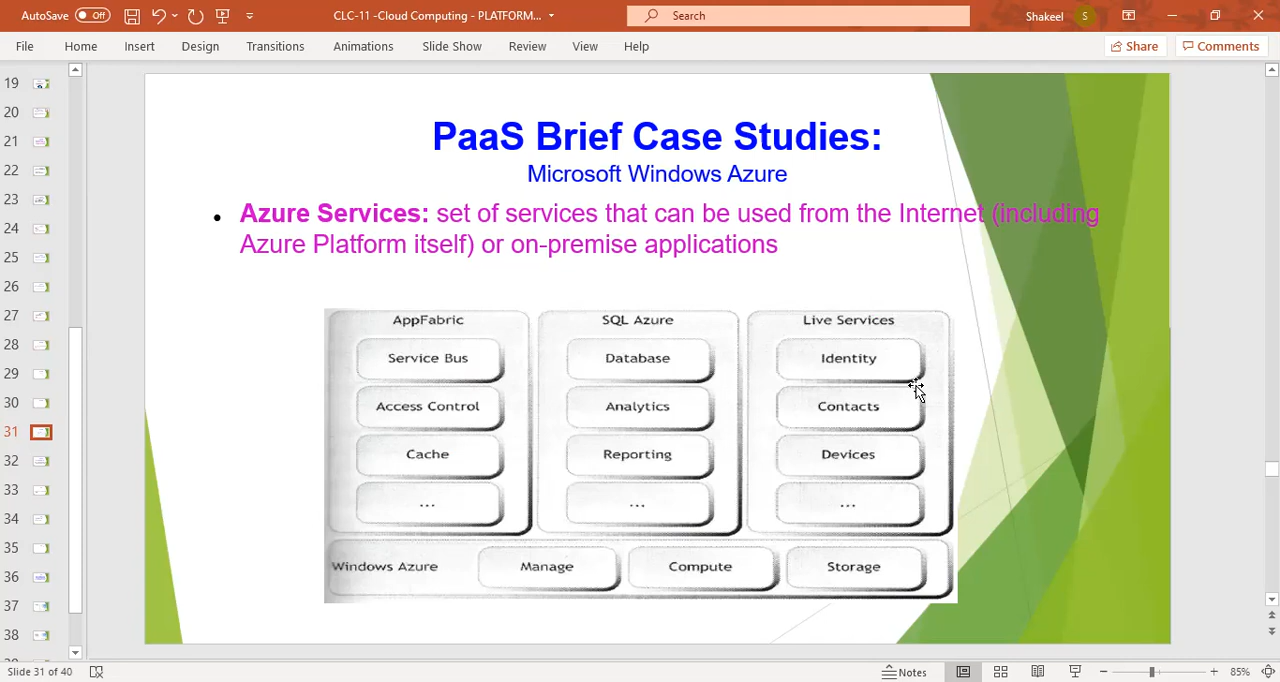 AutoSave Off CLC-11 -Cloud Computing - PLATFORM... Search Shakeel S
File Home Insert Design Transitions Animations Slide Show Review View Help Share Comments
19
20
21
22
23
24
25
26
27
28
29
30
31
32
33
34
35
36
37
38
PaaS Brief Case Studies:
Microsoft Windows Azure
• Azure Services: set of services that can be used from the Internet (including
Azure Platform itself) or on-premise applications
AppFabric
Service Bus
Access Control
Cache
...
SQL Azure
Database
Analytics
Reporting
...
Live Services
Identity
Contacts
Devices
...
Windows Azure Manage Compute Storage
Slide 31 of 40 Notes 85%